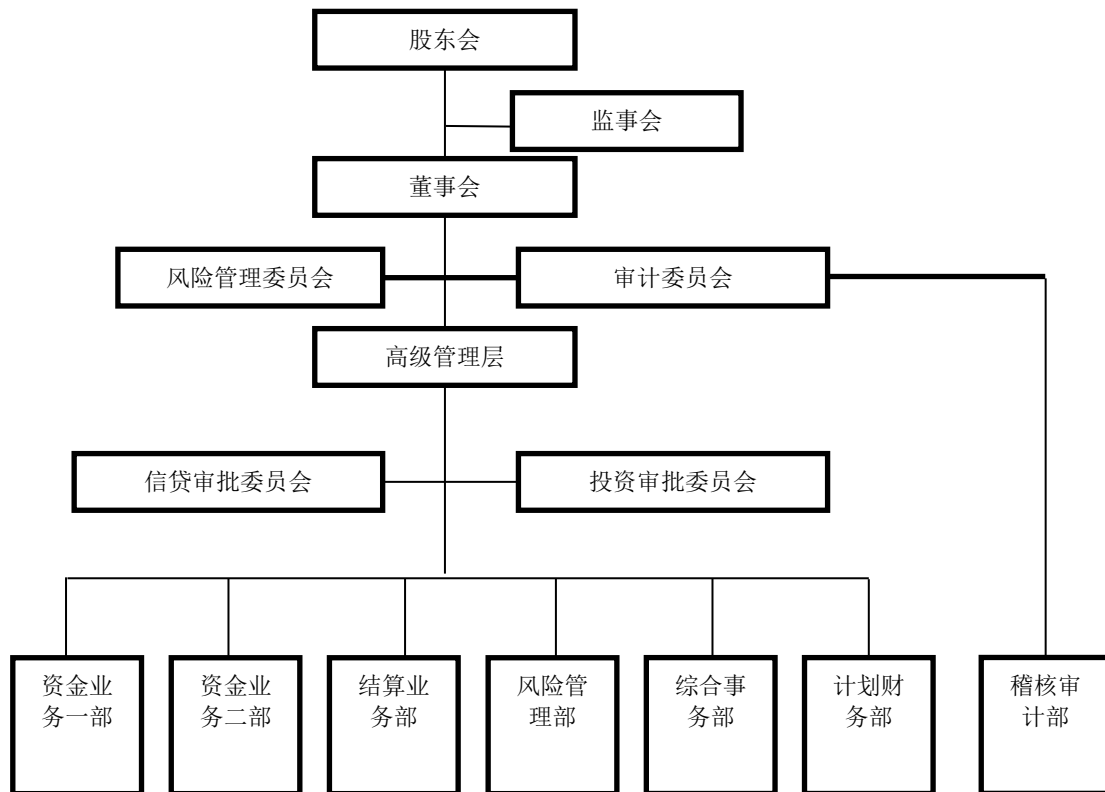 股东会
监事会
董事会
风险管理委员会
审计委员会
高级管理层
信贷审批委员会
投资审批委员会
资金业
务一部
资金业
务二部
结算业
务部
风险管
理部
综合事
务部
计划财
务部
稽核审
计部